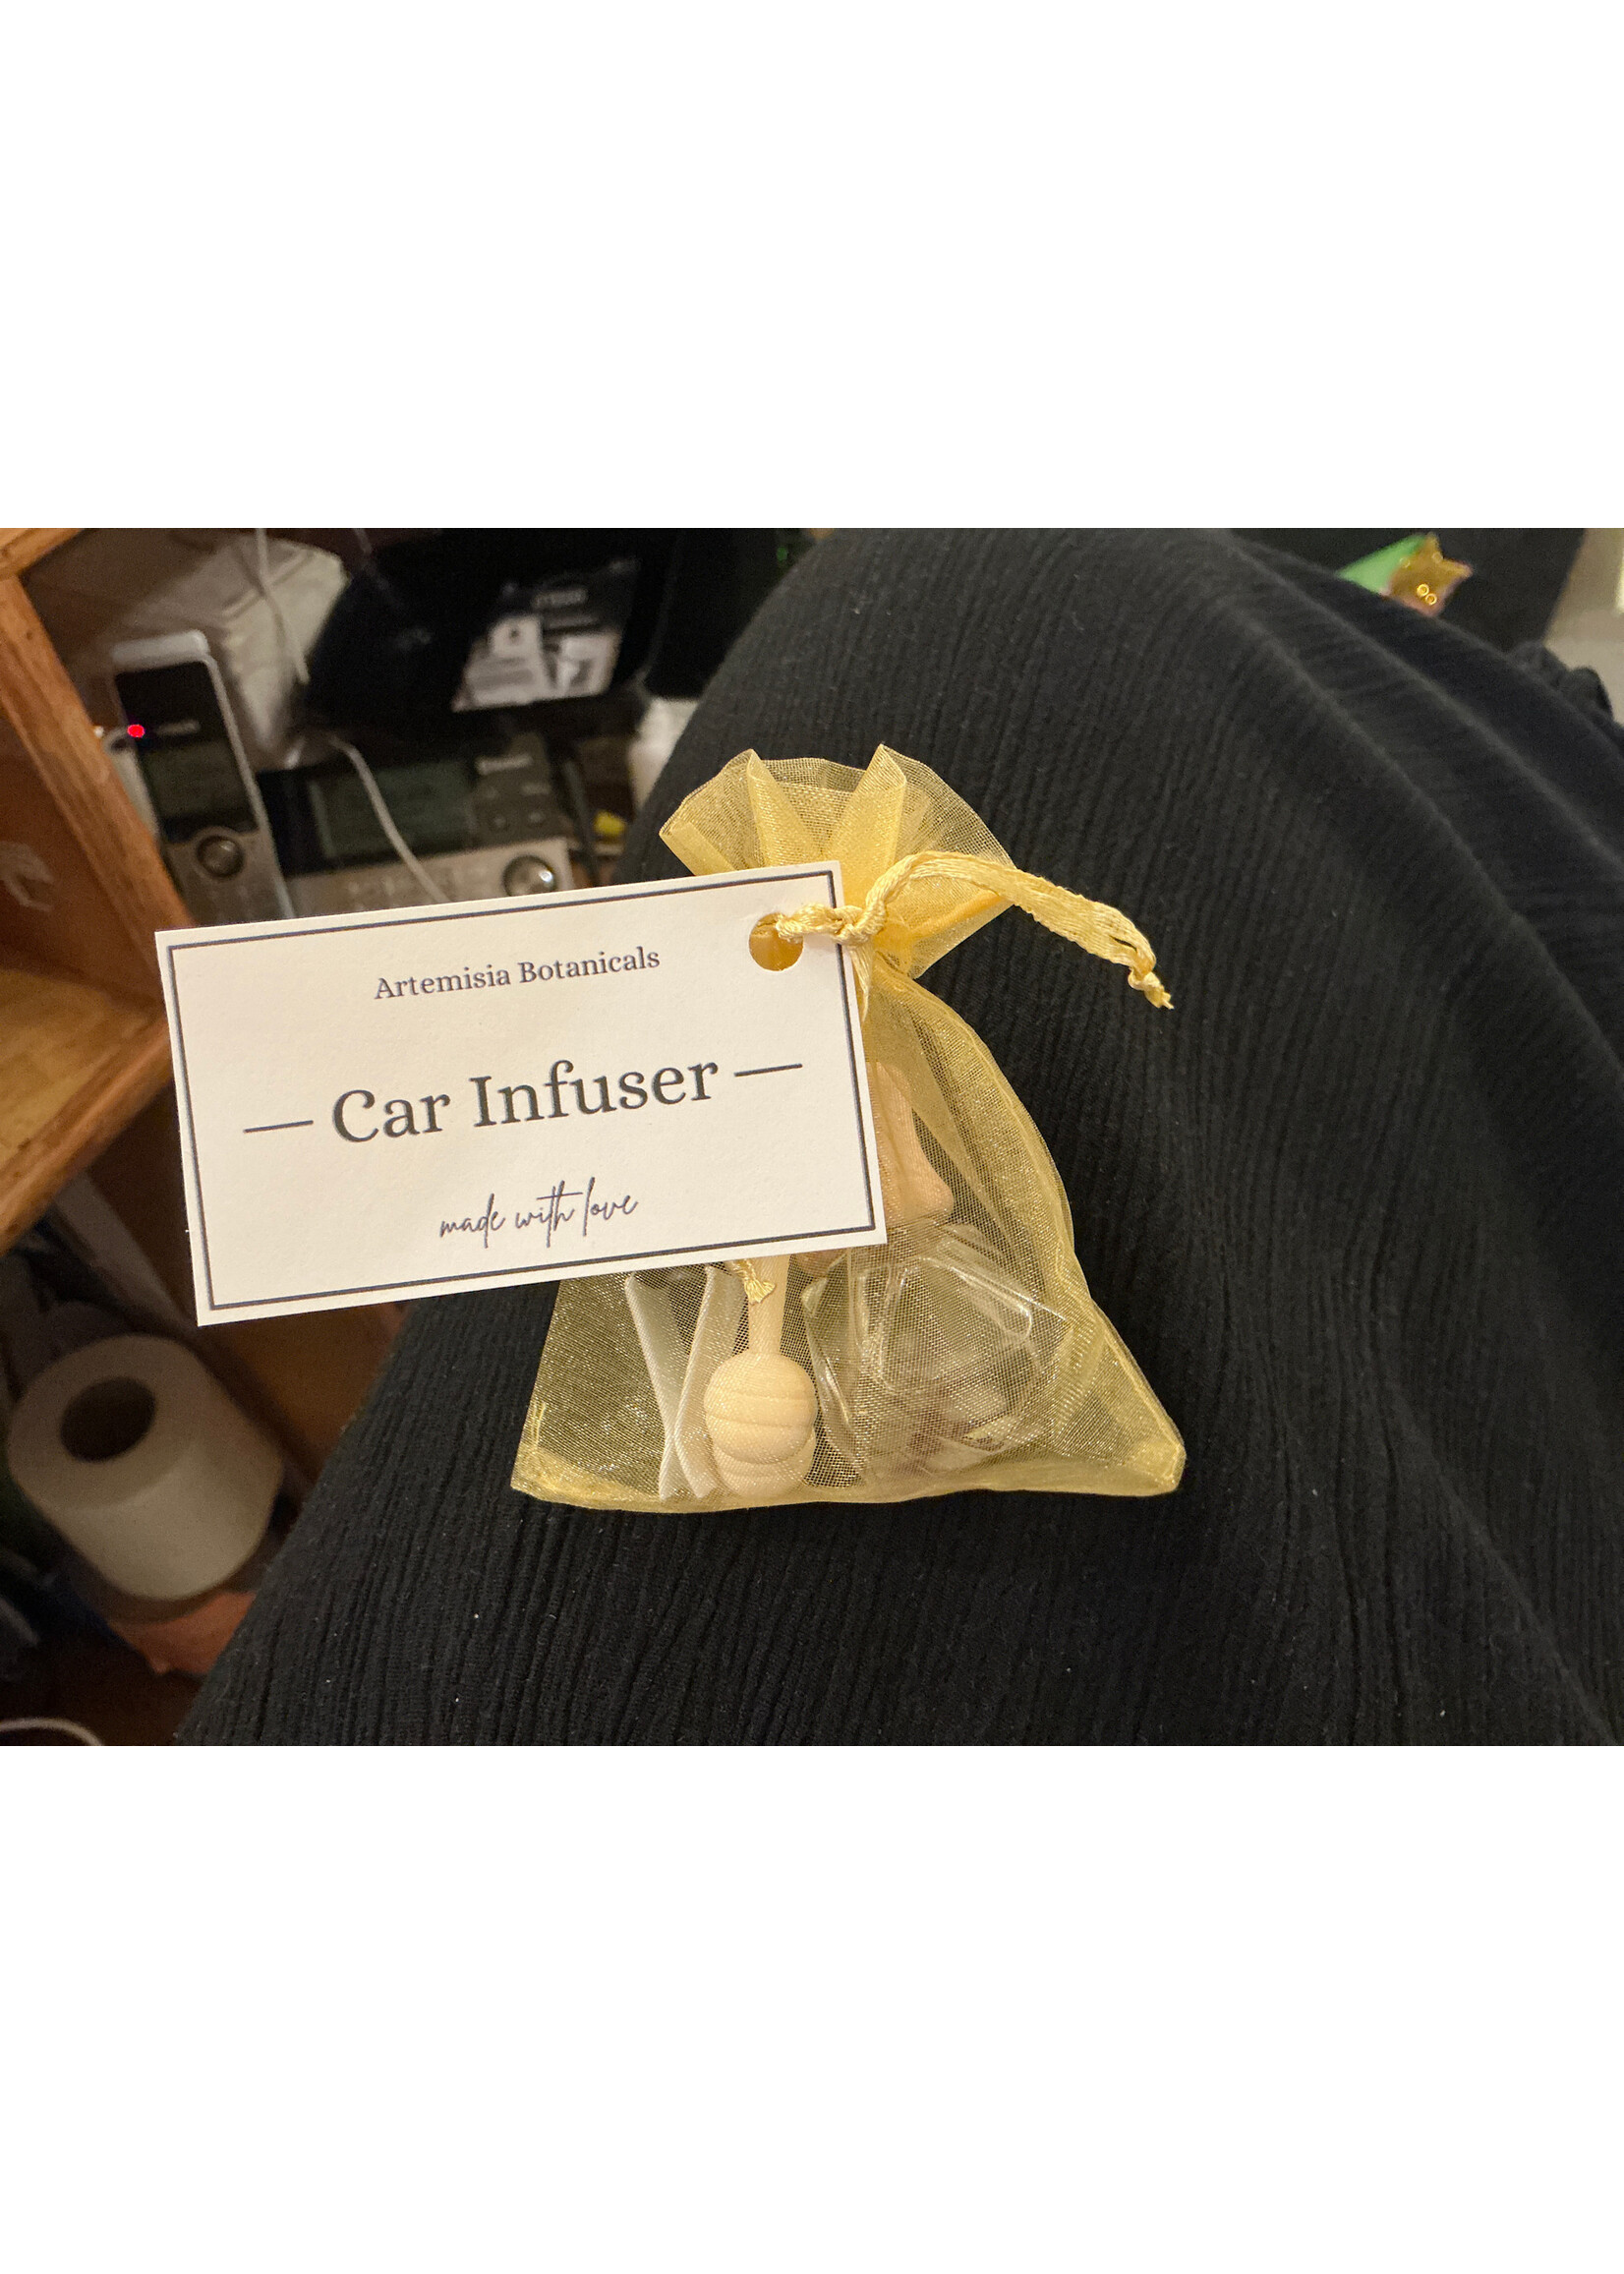 Artemisia Botanicals
— Car Infuser —
made with love